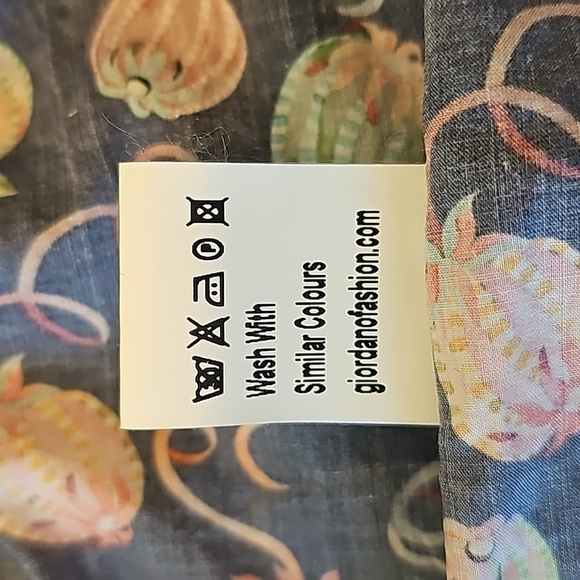 Wash With
Similar Colours
giordanofashion.com